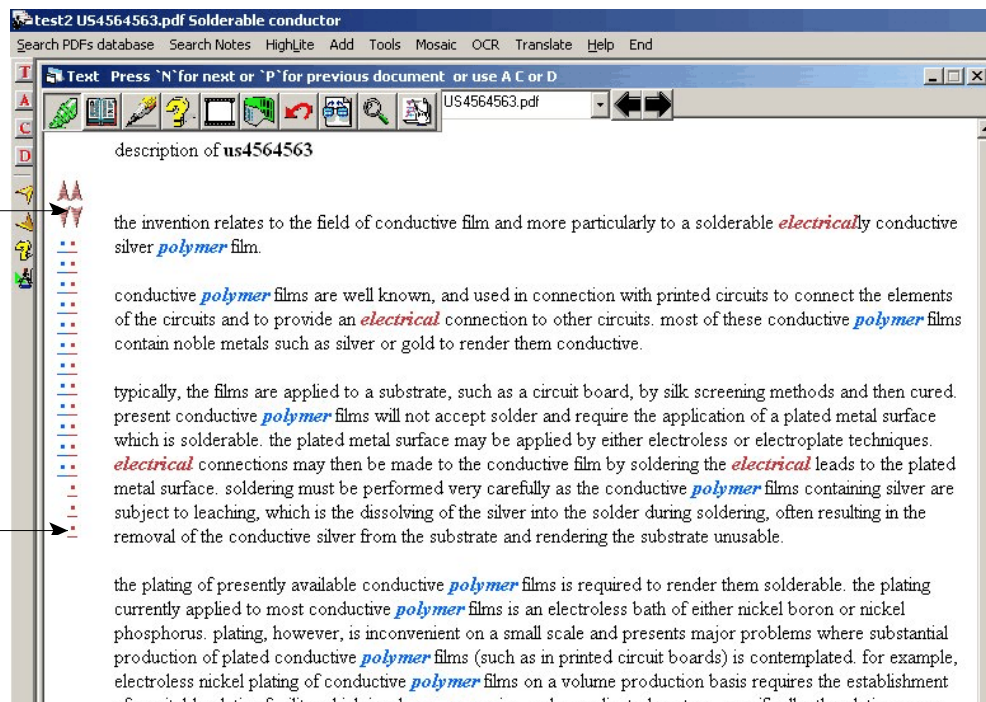 test2 US4564563.pdf Solderable conductor
Search PDFs database Search Notes HighLite Add Tools Mosaic OCR Translate Help End
T
A
C
D
Text Press `N`for next or `P`for previous document or use A C or D
US4564563.pdf
description of us4564563
the invention relates to the field of conductive film and more particularly to a solderable electrically conductive
silver polymer film.
conductive polymer films are well known, and used in connection with printed circuits to connect the elements
of the circuits and to provide an electrical connection to other circuits. most of these conductive polymer films
contain noble metals such as silver or gold to render them conductive.
typically, the films are applied to a substrate, such as a circuit board, by silk screening methods and then cured.
present conductive polymer films will not accept solder and require the application of a plated metal surface
which is solderable. the plated metal surface may be applied by either electroless or electroplate techniques.
electrical connections may then be made to the conductive film by soldering the electrical leads to the plated
metal surface. soldering must be performed very carefully as the conductive polymer films containing silver are
subject to leaching, which is the dissolving of the silver into the solder during soldering, often resulting in the
removal of the conductive silver from the substrate and rendering the substrate unusable.
the plating of presently available conductive polymer films is required to render them solderable. the plating
currently applied to most conductive polymer films is an electroless bath of either nickel boron or nickel
phosphorus. plating, however, is inconvenient on a small scale and presents major problems where substantial
production of plated conductive polymer films (such as in printed circuit boards) is contemplated. for example,
electroless nickel plating of conductive polymer films on a volume production basis requires the establishment